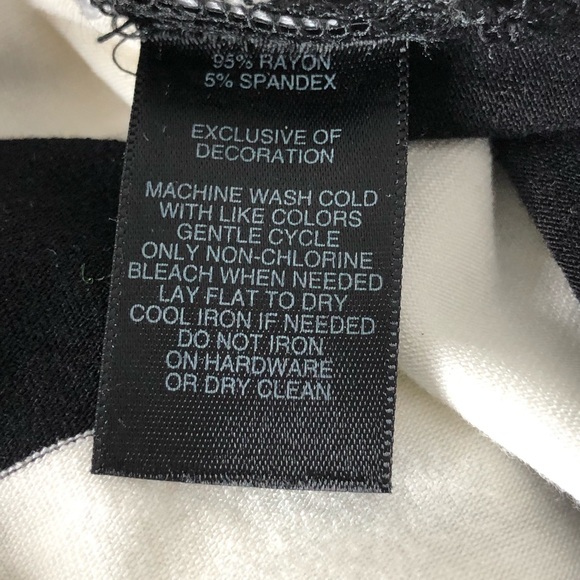 95% RAYON
5% SPANDEX
EXCLUSIVE OF
DECORATION
MACHINE WASH COLD
WITH LIKE COLORS
GENTLE CYCLE
ONLY NON-CHLORINE
BLEACH WHEN NEEDED
LAY FLAT TO DRY
COOL IRON IF NEEDED
DO NOT IRON
ON HARDWARE
OR DRY CLEAN